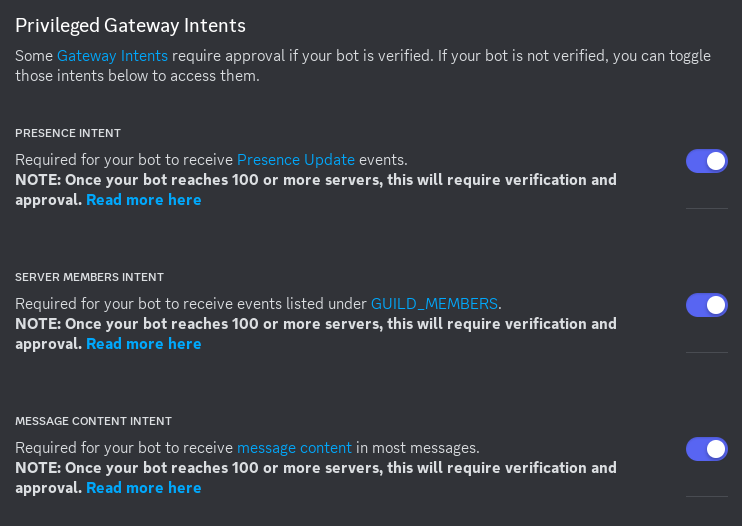 Privileged Gateway Intents
Some Gateway Intents require approval if your bot is verified. If your bot is not verified, you can toggle
those intents below to access them.
PRESENCE INTENT
Required for your bot to receive Presence Update events.
NOTE: Once your bot reaches 100 or more servers, this will require verification and
approval. Read more here
SERVER MEMBERS INTENT
Required for your bot to receive events listed under GUILD_MEMBERS.
NOTE: Once your bot reaches 100 or more servers, this will require verification and
approval. Read more here
MESSAGE CONTENT INTENT
Required for your bot to receive message content in most messages.
NOTE: Once your bot reaches 100 or more servers, this will require verification and
approval. Read more here